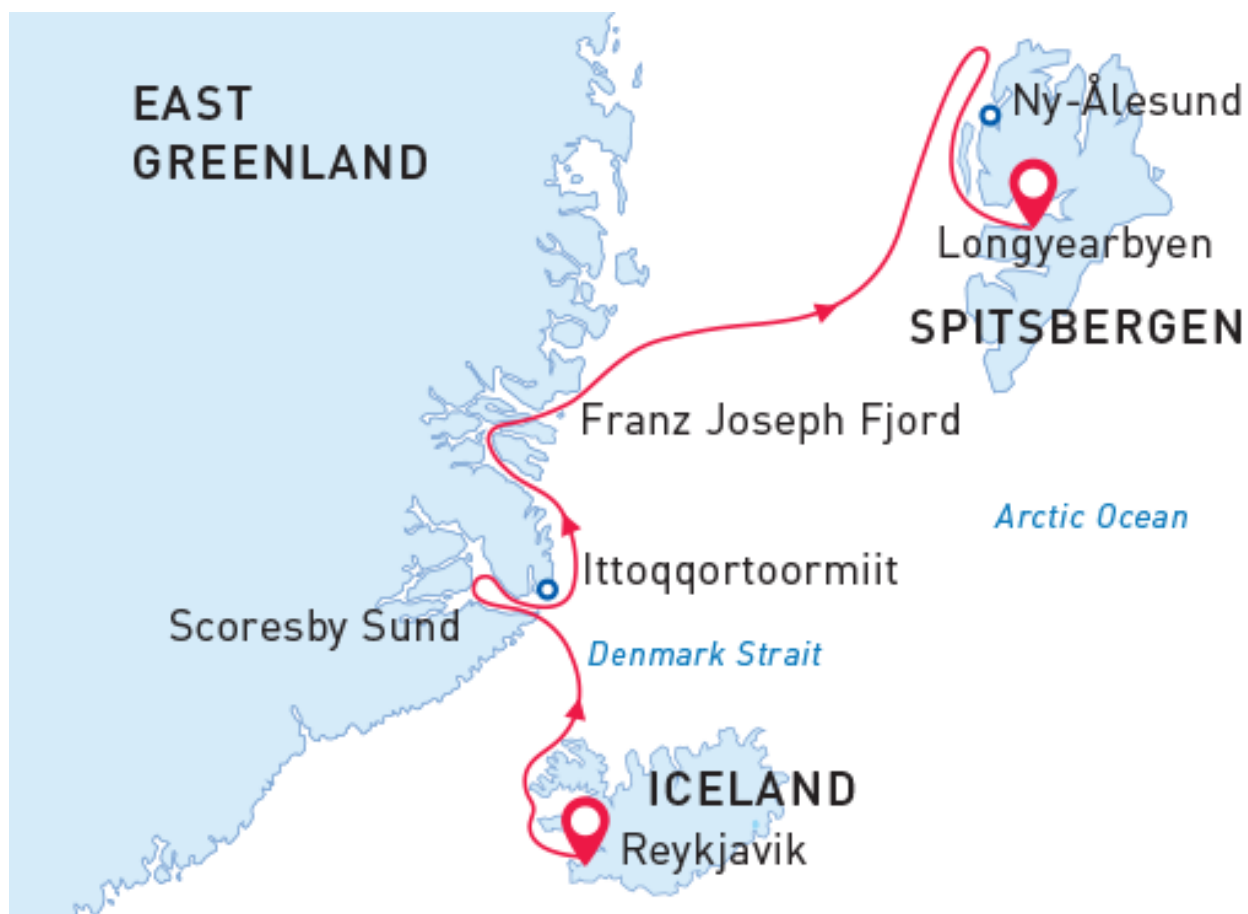 EAST
GREENLAND
Ny-Ålesund
Longyearbyen
SPITSBERGEN
Franz Joseph Fjord
Arctic Ocean
Ittoqqortoormiit
Scoresby Sund
Denmark Strait
ICELAND
Reykjavik